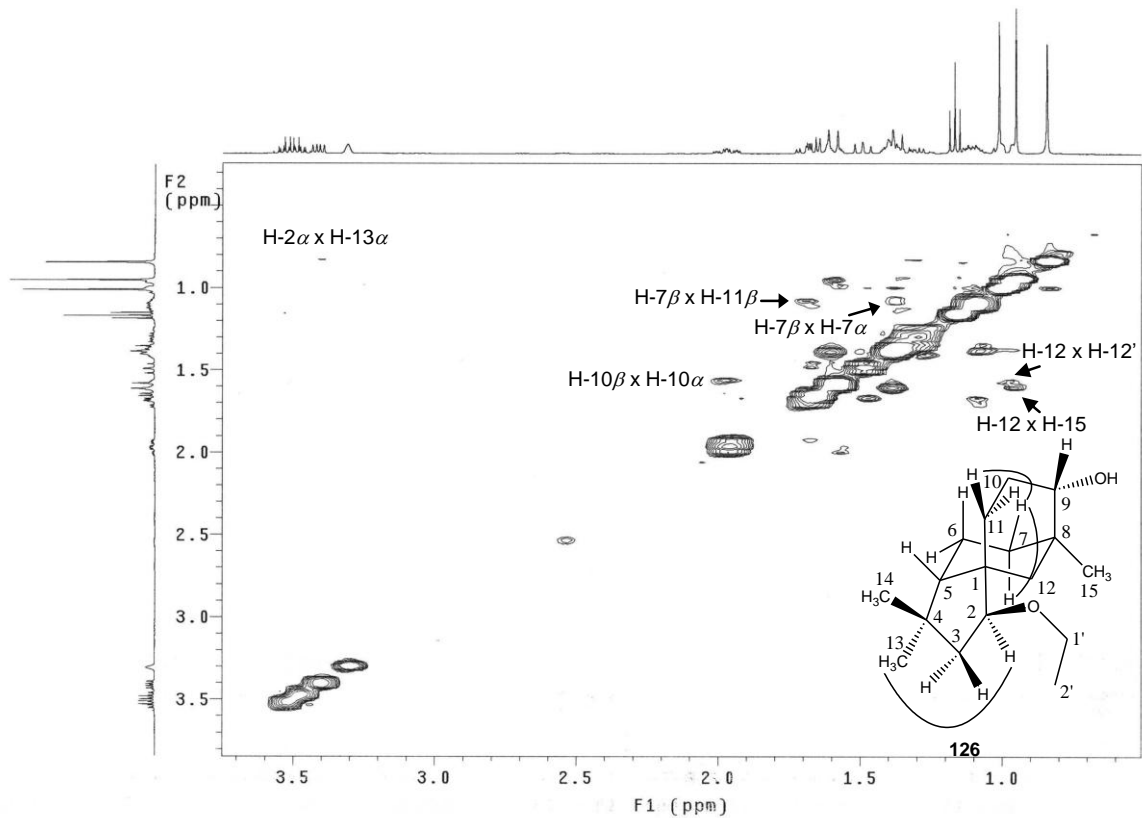 F2
(ppm)
H-2α x H-13α
1.0
H-7β x H-11β
H-7β x H-7α
H-12 x H-12'
1.5
H-10β x H-10α
H-12 x H-15
2.0
H
H
10
H
OH
H
H
9
11
H
2.5
6
7
8
H
H
5
1
12
CH3
14
H3C
H
15
3.0
4
2
O
13
3
1'
H3C
H
H
H
2'
3.5
126
3.5
3.0
2.5
2.0
1.5
1.0
F1 (ppm)